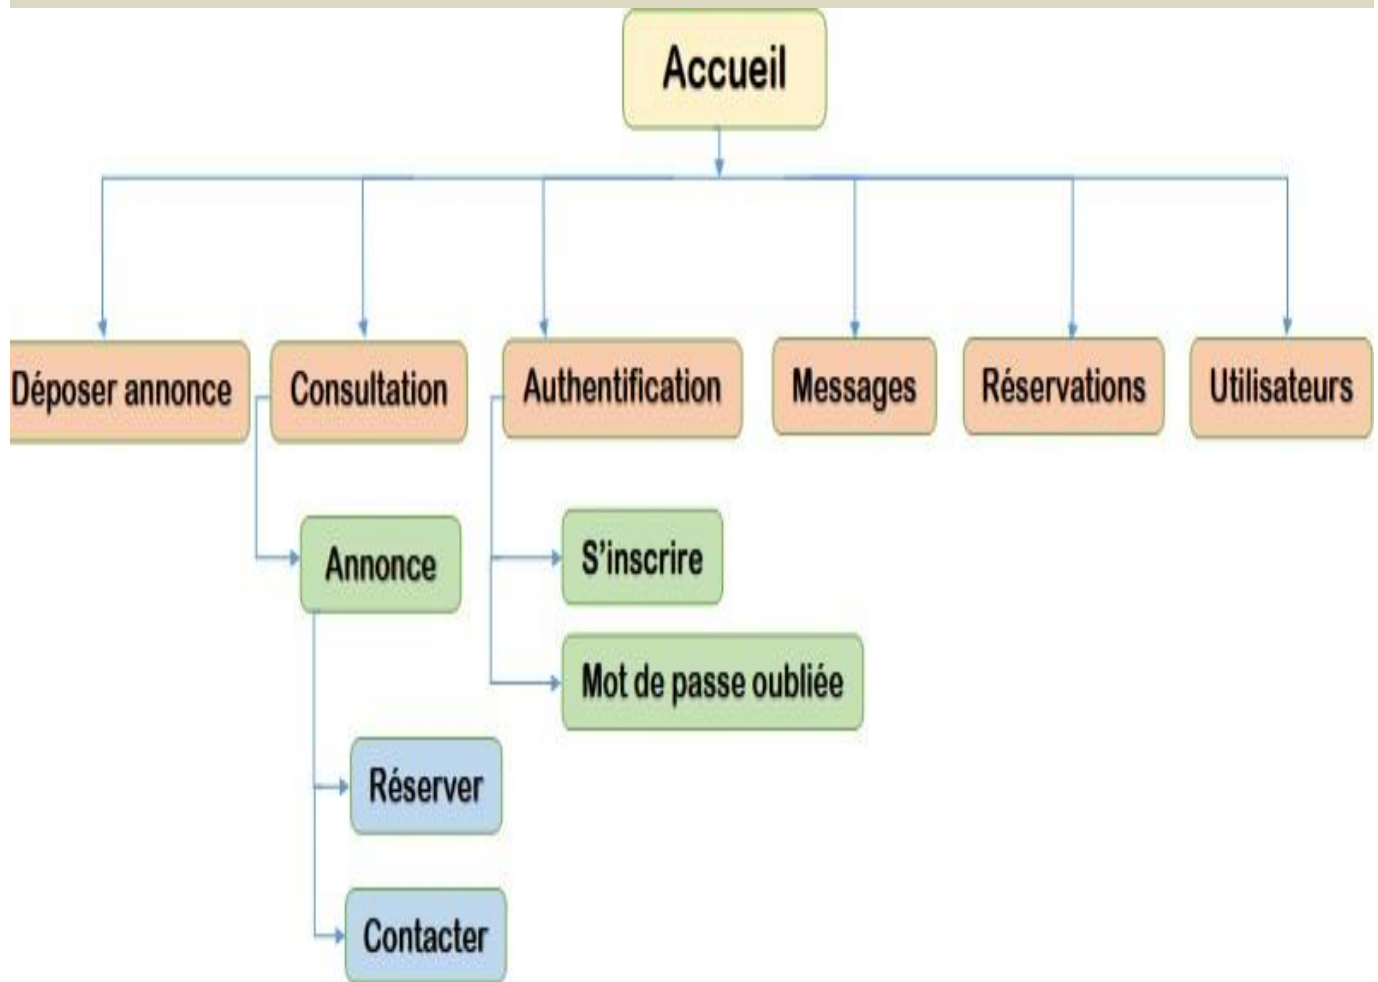 Accueil
Déposer annonce
Consultation
Authentification
Messages
Réservations
Utilisateurs
Annonce
S'inscrire
Mot de passe oubliée
Réserver
Contacter